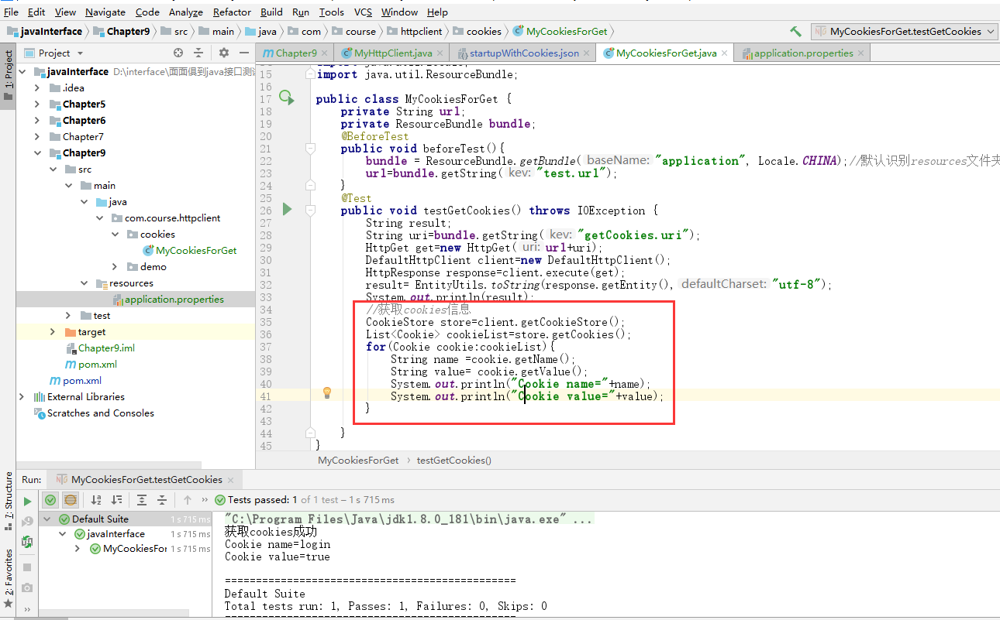 File Edit View Navigate Code Analyze Refactor Build Run Tools VCS Window Help
javaInterface Chapter9 src main java com course httpclient cookies MyCookiesForGet MyCookiesForGet.testGetCookies
1: Project
Project
Chapter9 MyHttpClient.java startupWithCookies.json MyCookiesForGet.java application.properties
javaInterface D:\interface\面面俱到java接口测试
.idea
Chapter5
Chapter6
Chapter7
Chapter9
src
main
java
com.course.httpclient
cookies
MyCookiesForGet
demo
resources
application.properties
test
target
Chapter9.iml
pom.xml
pom.xml
External Libraries
Scratches and Consoles
15 import java.util.ResourceBundle;
16
17 public class MyCookiesForGet {
18 private String url;
19 private ResourceBundle bundle;
20 @BeforeTest
21 public void beforeTest(){
22 bundle = ResourceBundle.getBundle( baseName: "application", Locale.CHINA);//默认识别resources文件夹
23 url=bundle.getString( key: "test.url");
24 }
25 @Test
26 public void testGetCookies() throws IOException {
27 String result;
28 String uri=bundle.getString( key: "getCookies.uri");
29 HttpGet get=new HttpGet( uri: url+uri);
30 DefaultHttpClient client=new DefaultHttpClient();
31 HttpResponse response=client.execute(get);
32 result= EntityUtils.toString(response.getEntity(), defaultCharset: "utf-8");
33 System.out.println(result);
34 //获取cookies信息
35 CookieStore store=client.getCookieStore();
36 List<Cookie> cookieList=store.getCookies();
37 for(Cookie cookie:cookieList){
38 String name =cookie.getName();
39 String value= cookie.getValue();
40 System.out.println("Cookie name="+name);
41 System.out.println("Cookie value="+value);
42 }
43
44 }
45 }
MyCookiesForGet testGetCookies()
7: Structure
2: Favorites
Run: MyCookiesForGet.testGetCookies
Tests passed: 1 of 1 test – 1 s 715 ms
Default Suite 1 s 715 ms
javaInterface 1 s 715 ms
MyCookiesFor 1 s 715 ms
"C:\Program Files\Java\jdk1.8.0_181\bin\java.exe" ...
获取cookies成功
Cookie name=login
Cookie value=true
===============================================
Default Suite
Total tests run: 1, Passes: 1, Failures: 0, Skips: 0
===============================================